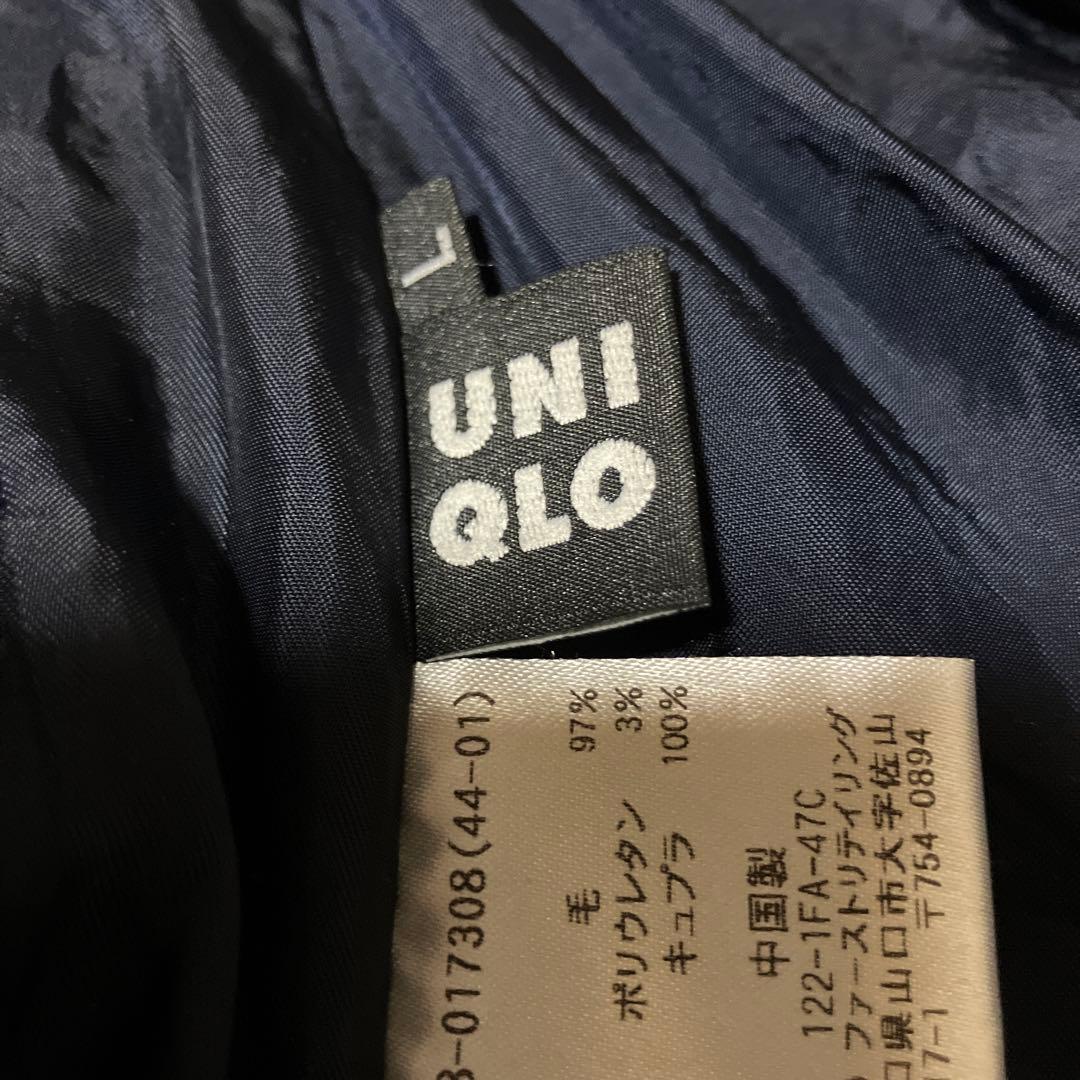 L
UNI
QLO
3-017308(44-01)
毛 97%
ポリウレタン 3%
キュプラ 100%
中国製
122-1FA-47C
ファーストリテイリング
口県山口市大字佐山
17-1 〒754-0894